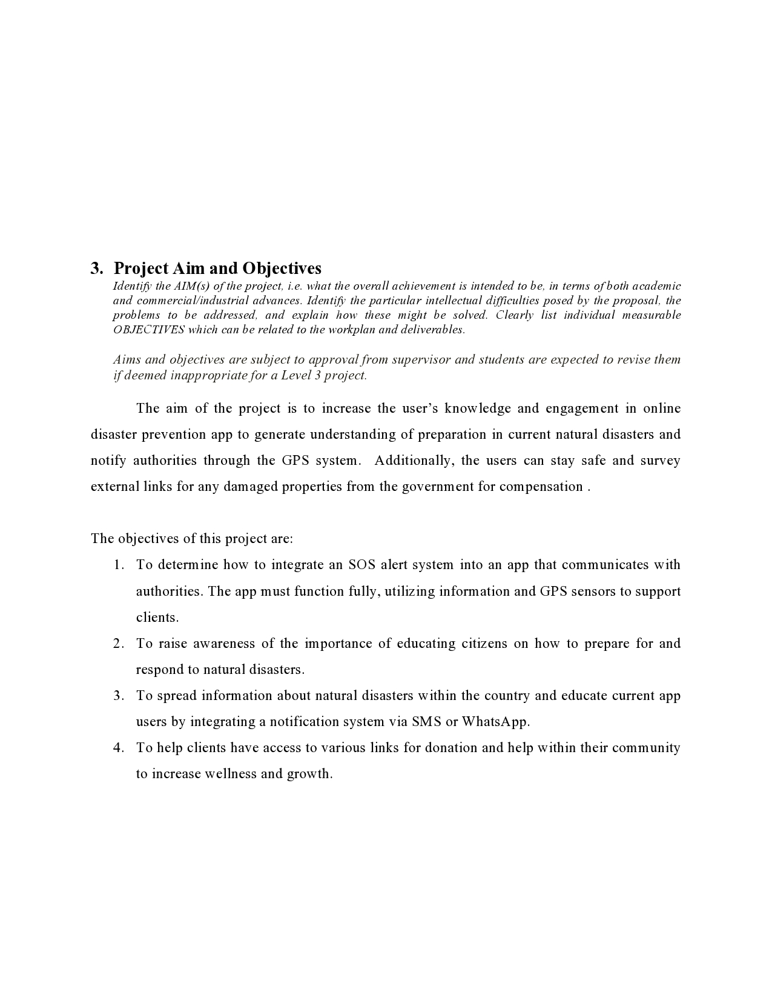 3. Project Aim and Objectives
Identify the AIM(s) of the project, i.e. what the overall achievement is intended to be, in terms of both academic
and commercial/industrial advances. Identify the particular intellectual difficulties posed by the proposal, the
problems to be addressed, and explain how these might be solved. Clearly list individual measurable
OBJECTIVES which can be related to the workplan and deliverables.
Aims and objectives are subject to approval from supervisor and students are expected to revise them
if deemed inappropriate for a Level 3 project.
The aim of the project is to increase the user’s knowledge and engagement in online
disaster prevention app to generate understanding of preparation in current natural disasters and
notify authorities through the GPS system.  Additionally, the users can stay safe and survey
external links for any damaged properties from the government for compensation .
The objectives of this project are:
1. To determine how to integrate an SOS alert system into an app that communicates with
authorities. The app must function fully, utilizing information and GPS sensors to support
clients.
2. To raise awareness of the importance of educating citizens on how to prepare for and
respond to natural disasters.
3. To spread information about natural disasters within the country and educate current app
users by integrating a notification system via SMS or WhatsApp.
4. To help clients have access to various links for donation and help within their community
to increase wellness and growth.